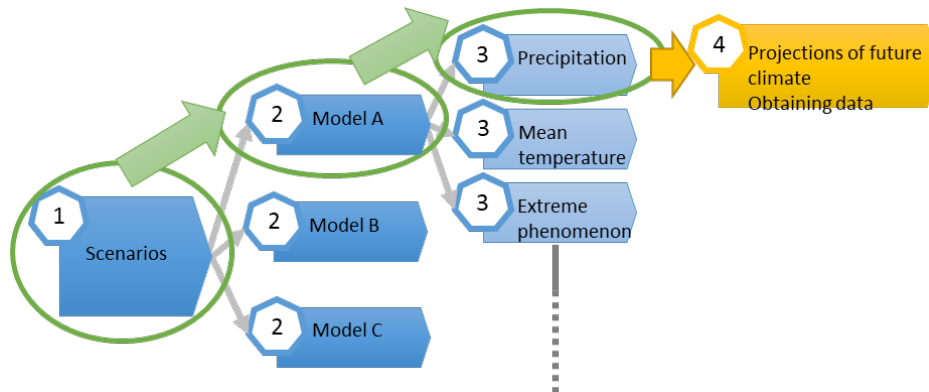 1
Scenarios
2
Model A
2
Model B
2
Model C
3
Precipitation
3
Mean
temperature
3
Extreme
phenomenon
4
Projections of future
climate
Obtaining data